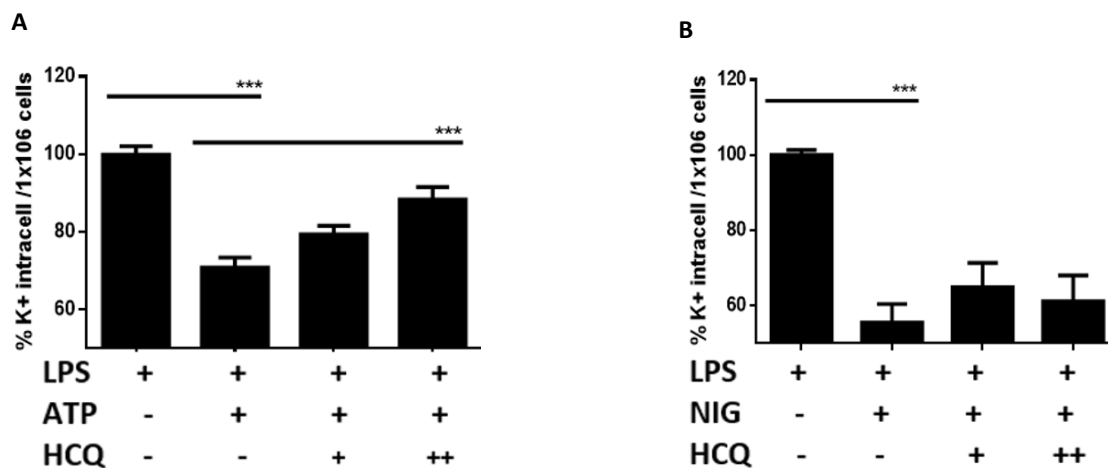 A
% K+ intracell /1x106 cells
120
100
80
60
***
***
LPS + + + +
ATP - + + +
HCQ - - + ++
B
% K+ intracell /1x106 cells
120
100
80
60
***
LPS + + + +
NIG - + + +
HCQ - - + ++